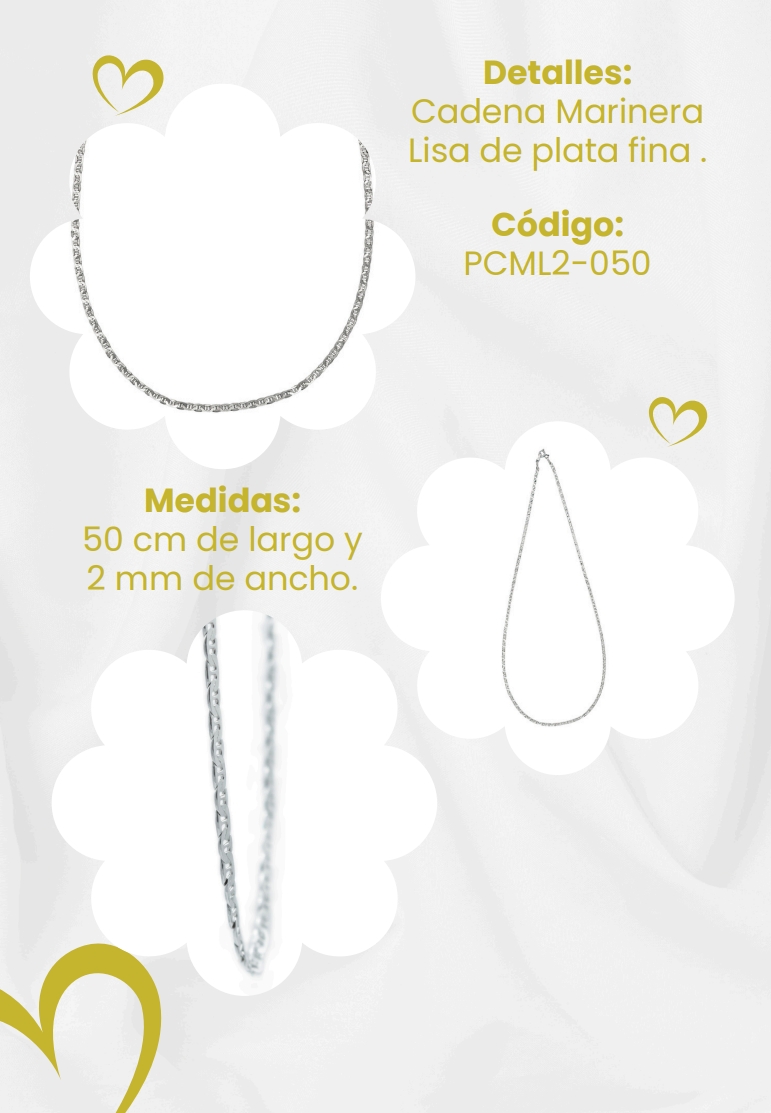 Detalles:
Cadena Marinera
Lisa de plata fina .
Código:
PCML2-050
Medidas:
50 cm de largo y
2 mm de ancho.